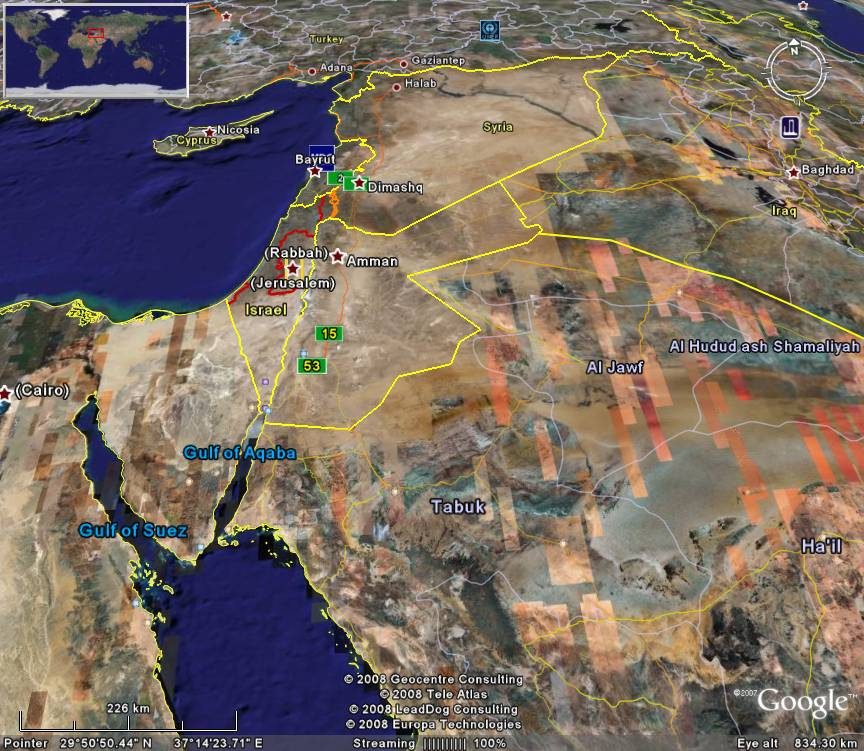 Turkey
Gaziantep
Adana
Halab
N
Syria
Nicosia
Cyprus
Bayrut
2
Dimashq
Baghdad
Iraq
(Rabbah)
Amman
(Jerusalem)
Israel
15
Al Hudud ash Shamaliyah
53
Al Jawf
(Cairo)
Gulf of Aqaba
Tabuk
Gulf of Suez
Ha'il
© 2008 Geocentre Consulting
© 2008 Tele Atlas
© 2008 LeadDog Consulting
© 2008 Europa Technologies
©2007 Google™
226 km
Pointer 29°50'50.44" N 37°14'23.71" E Streaming |||||||||| 100% Eye alt 834.30 km